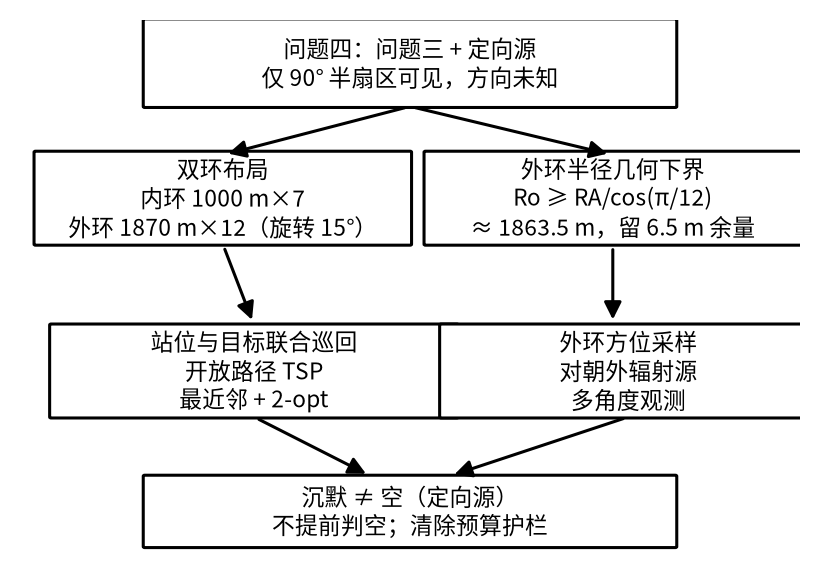 问题四：问题三 + 定向源
仅 90° 半扇区可见，方向未知
双环布局
内环 1000 m×7
外环 1870 m×12（旋转 15°）
外环半径几何下界
Ro ⩾ RA/cos(π/12)
≈ 1863.5 m，留 6.5 m 余量
站位与目标联合巡回
开放路径 TSP
最近邻 + 2-opt
外环方位采样
对朝外辐射源
多角度观测
沉默 ≠ 空（定向源）
不提前判空；清除预算护栏